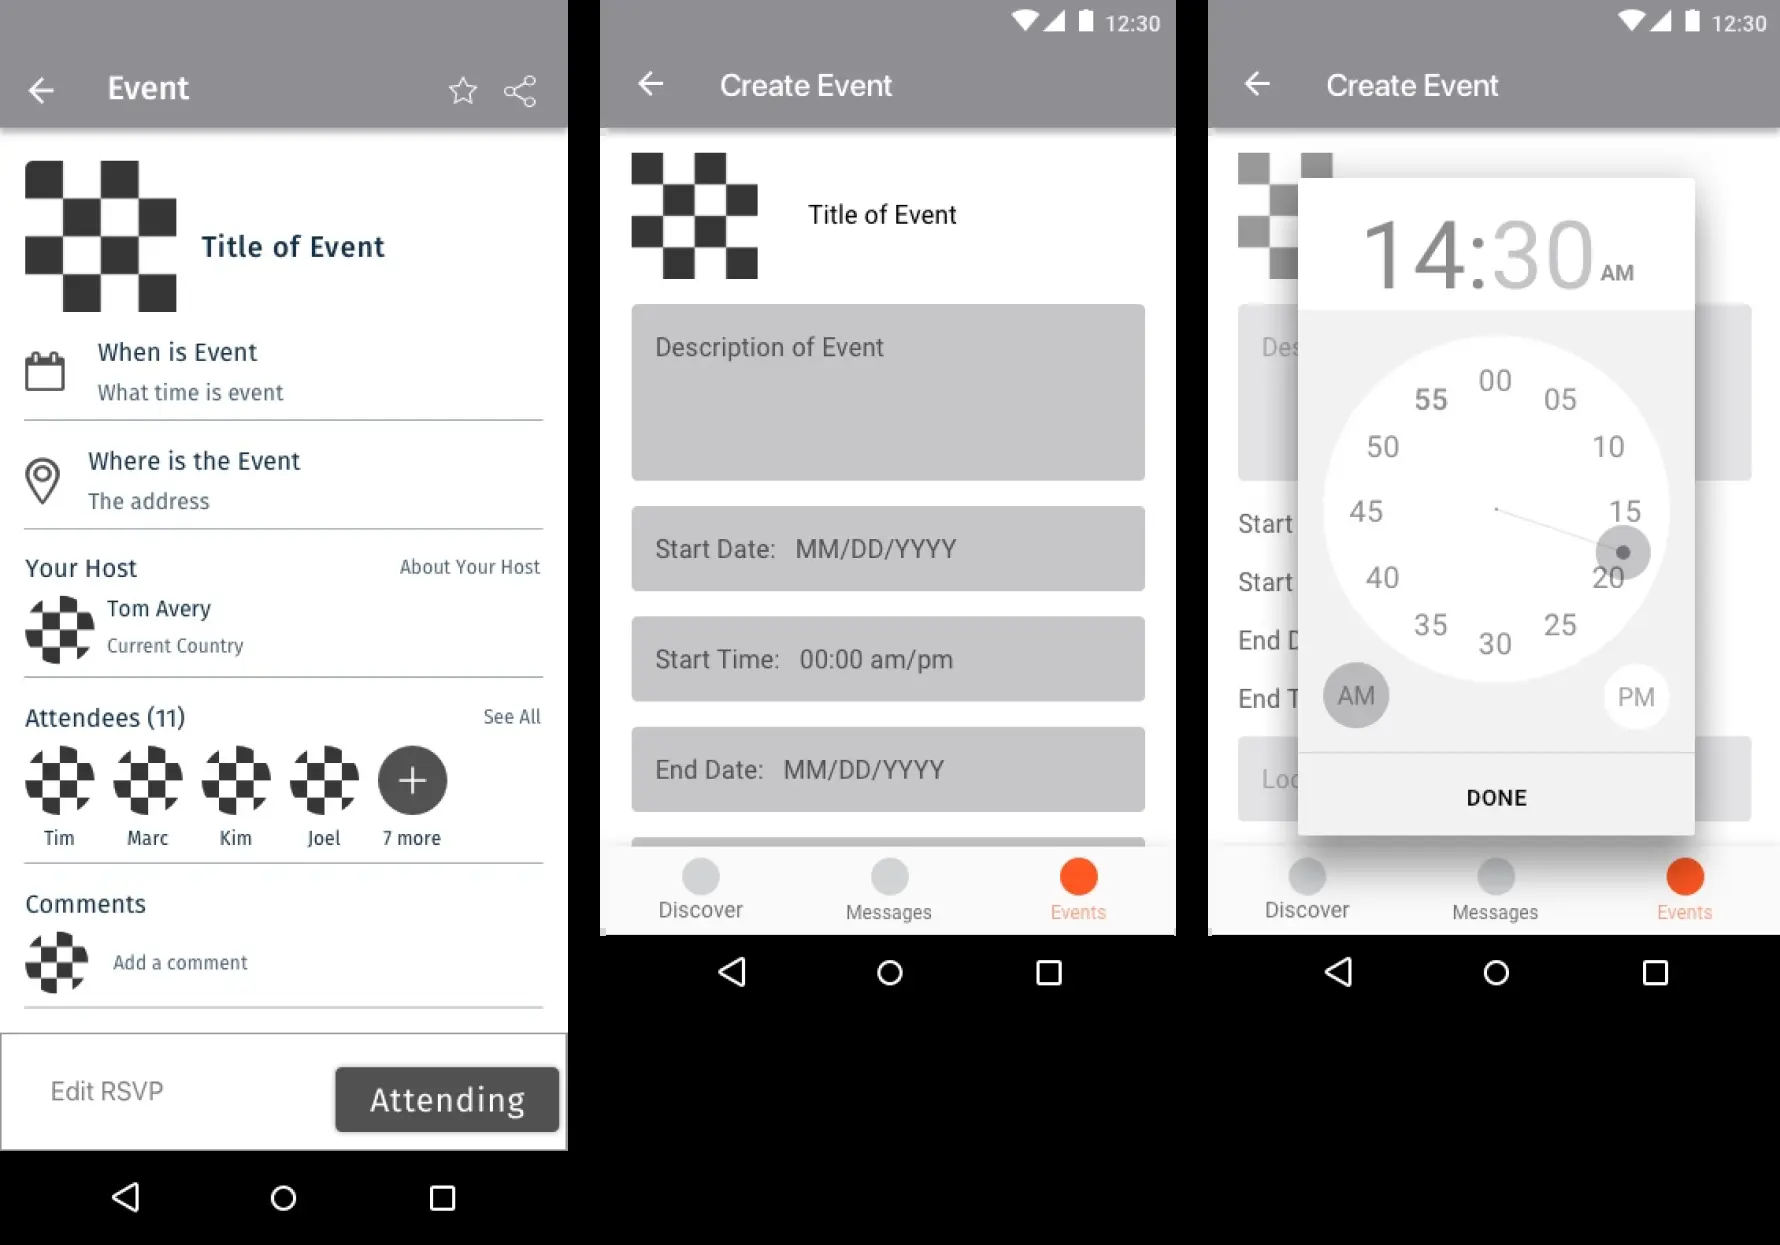 Event
Title of Event
When is Event
What time is event
Where is the Event
The address
Your Host
About Your Host
Tom Avery
Current Country
Attendees (11)
See All
Tim
Marc
Kim
Joel
7 more
Comments
Add a comment
Edit RSVP
Attending
12:30
Create Event
Title of Event
Description of Event
Start Date: MM/DD/YYYY
Start Time: 00:00 am/pm
End Date: MM/DD/YYYY
Discover
Messages
Events
12:30
Create Event
14:30 AM
Des
Start
Start
End D
End T
Loc
00
05
10
15
20
25
30
35
40
45
50
55
AM
PM
DONE
Discover
Messages
Events